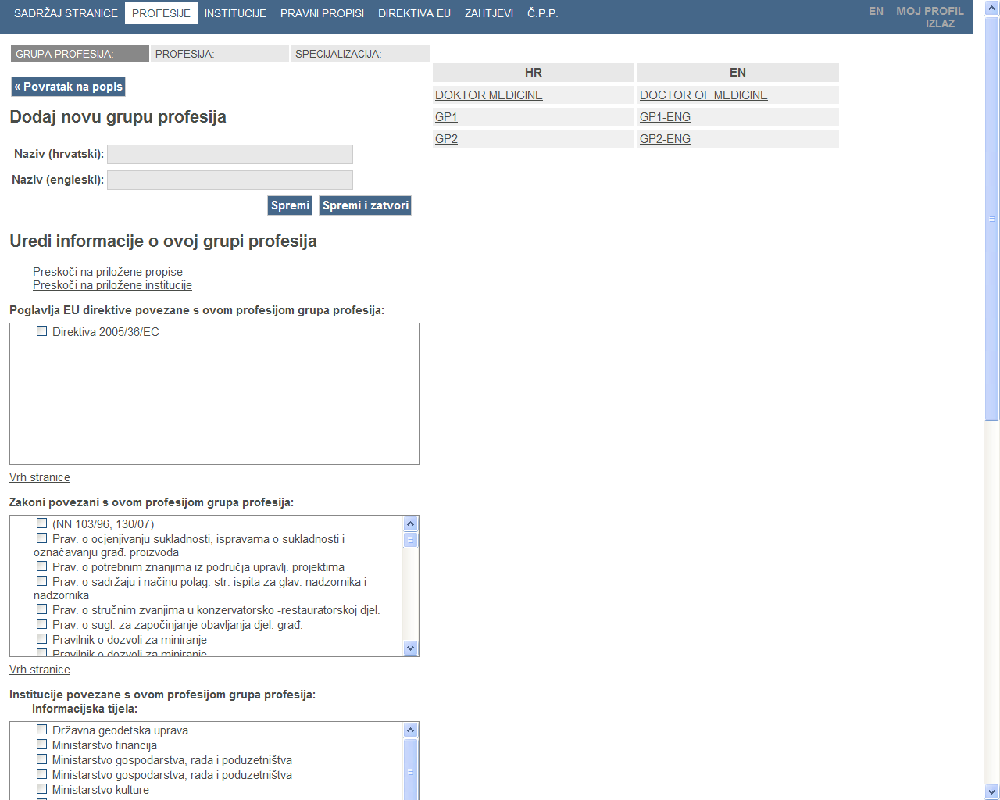 SADRŽAJ STRANICE PROFESIJE INSTITUCIJE PRAVNI PROPISI DIREKTIVA EU ZAHTJEVI Č.P.P. EN MOJ PROFIL
IZLAZ
GRUPA PROFESIJA: PROFESIJA: SPECIJALIZACIJA:
« Povratak na popis
Dodaj novu grupu profesija
Naziv (hrvatski):
Naziv (engleski):
Spremi Spremi i zatvori
HR EN
DOKTOR MEDICINE DOCTOR OF MEDICINE
GP1 GP1-ENG
GP2 GP2-ENG
Uredi informacije o ovoj grupi profesija
Preskoči na priložene propise
Preskoči na priložene institucije
Poglavlja EU direktive povezane s ovom profesijom grupa profesija:
Direktiva 2005/36/EC
Vrh stranice
Zakoni povezani s ovom profesijom grupa profesija:
(NN 103/96, 130/07)
Prav. o ocjenjivanju sukladnosti, ispravama o sukladnosti i
označavanju građ. proizvoda
Prav. o potrebnim znanjima iz područja upravlj. projektima
Prav. o sadržaju i načinu polag. str. ispita za glav. nadzornika i
nadzornika
Prav. o stručnim zvanjima u konzervatorsko -restauratorskoj djel.
Prav. o sugl. za započinjanje obavljanja djel. građ.
Pravilnik o dozvoli za miniranje
Pravilnik o dozvoli za miniranje
Vrh stranice
Institucije povezane s ovom profesijom grupa profesija:
Informacijska tijela:
Državna geodetska uprava
Ministarstvo financija
Ministarstvo gospodarstva, rada i poduzetništva
Ministarstvo gospodarstva, rada i poduzetništva
Ministarstvo kulture